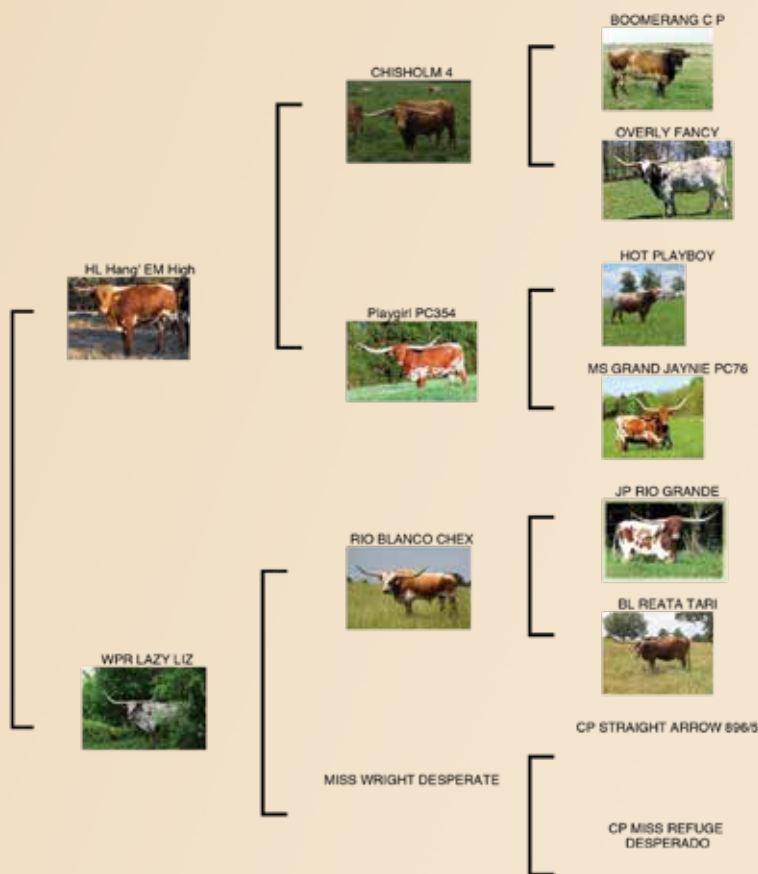 BOOMERANG C P
CHISHOLM 4
OVERLY FANCY
HL Hang' EM High
HOT PLAYBOY
Playgirl PC354
MS GRAND JAYNIE PC76
JP RIO GRANDE
RIO BLANCO CHEX
BL REATA TARI
WPR LAZY LIZ
CP STRAIGHT ARROW 896/5
MISS WRIGHT DESPERATE
CP MISS REFUGE
DESPERADO